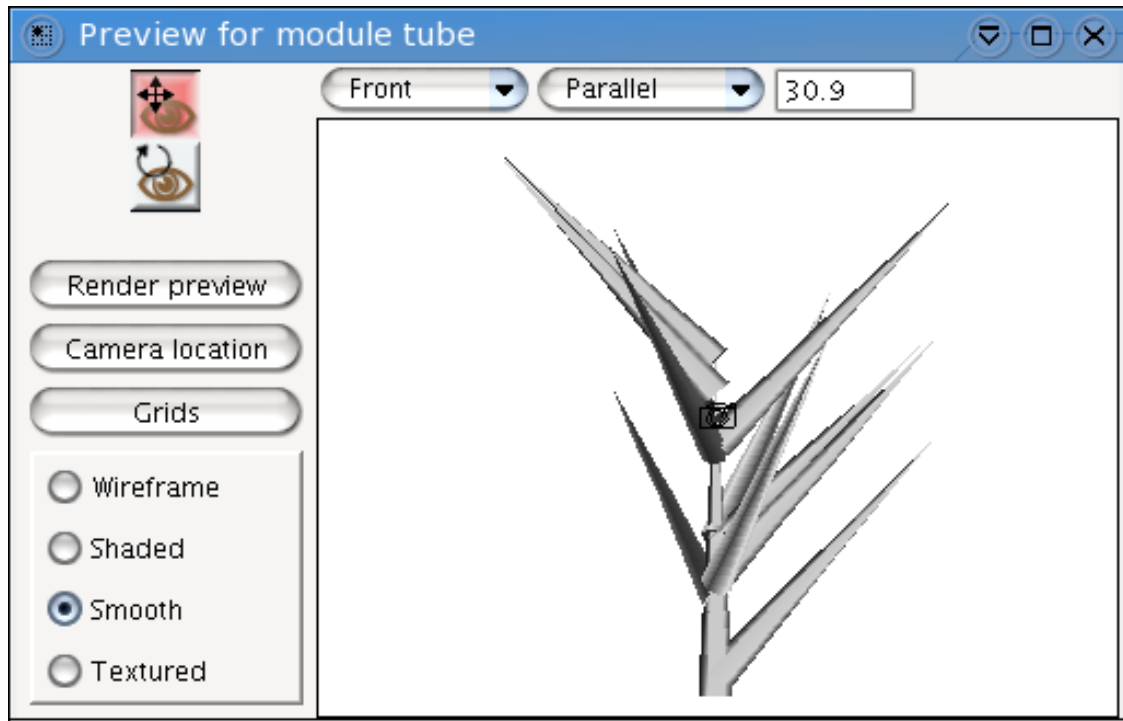 Preview for module tube
Front
Parallel
30.9
Render preview
Camera location
Grids
Wireframe
Shaded
Smooth
Textured